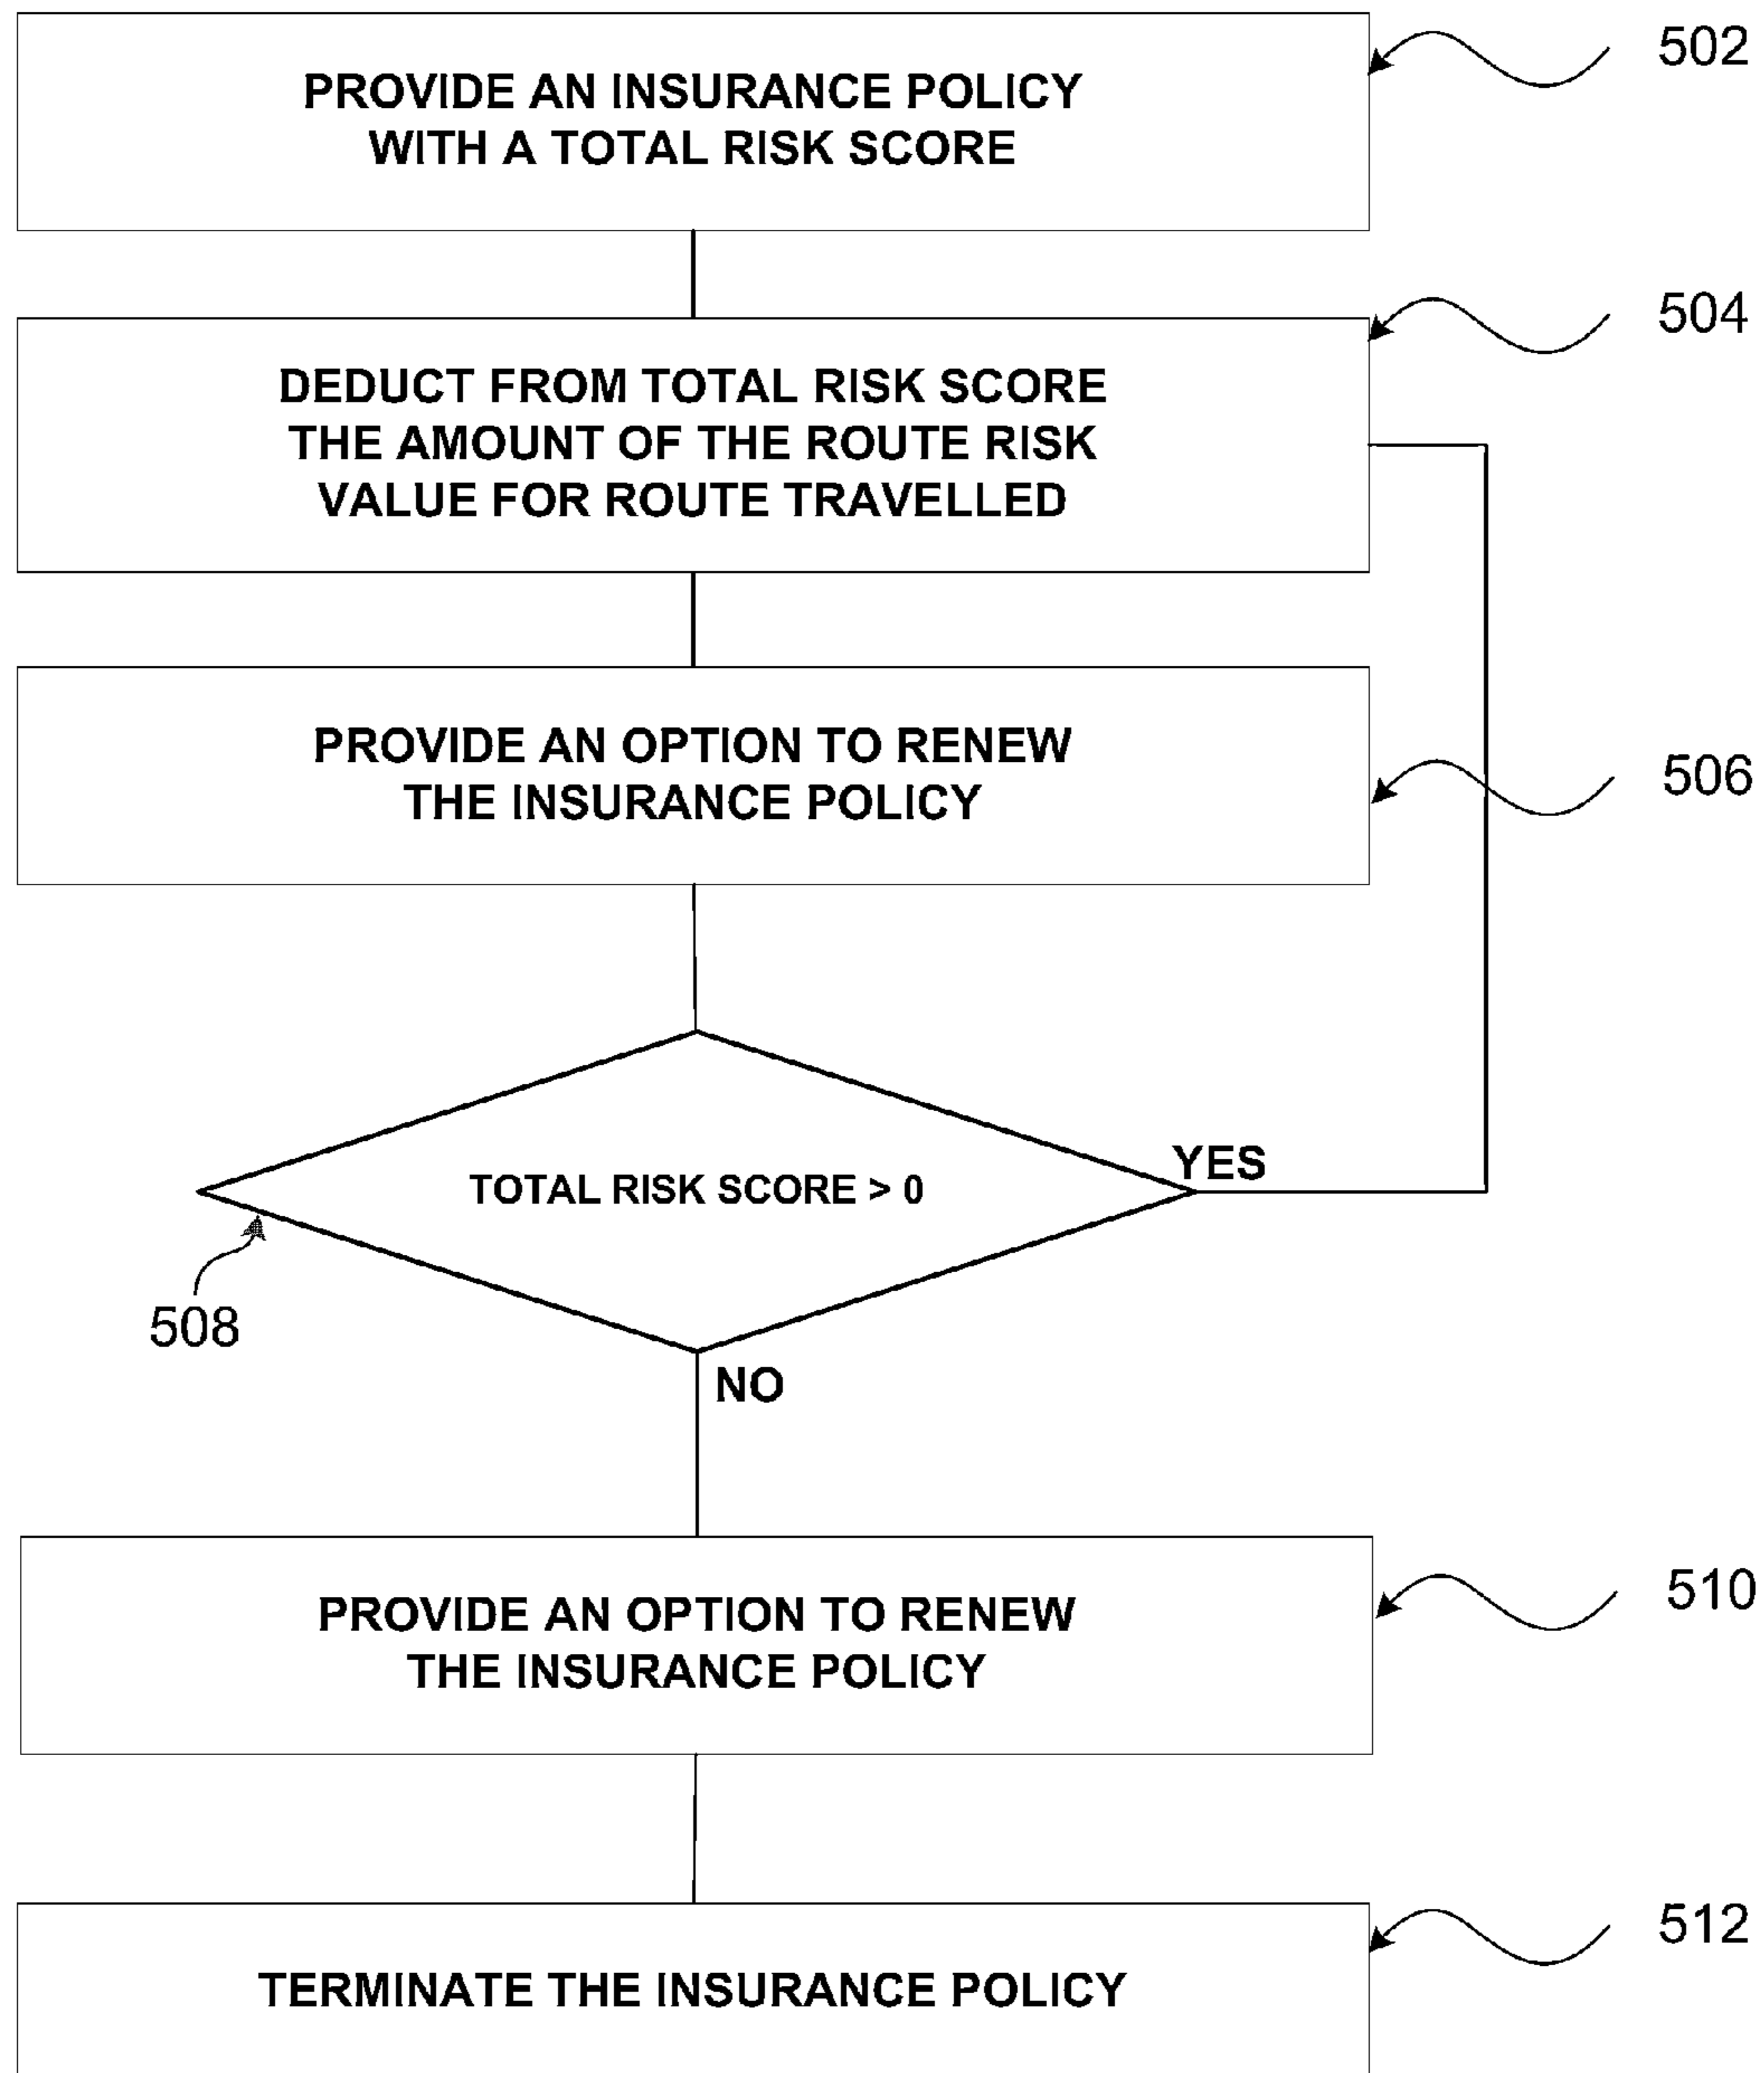 PROVIDE AN INSURANCE POLICY
WITH A TOTAL RISK SCORE
502
DEDUCT FROM TOTAL RISK SCORE
THE AMOUNT OF THE ROUTE RISK
VALUE FOR ROUTE TRAVELLED
504
PROVIDE AN OPTION TO RENEW
THE INSURANCE POLICY
506
TOTAL RISK SCORE > 0
YES
508
NO
PROVIDE AN OPTION TO RENEW
THE INSURANCE POLICY
510
TERMINATE THE INSURANCE POLICY
512